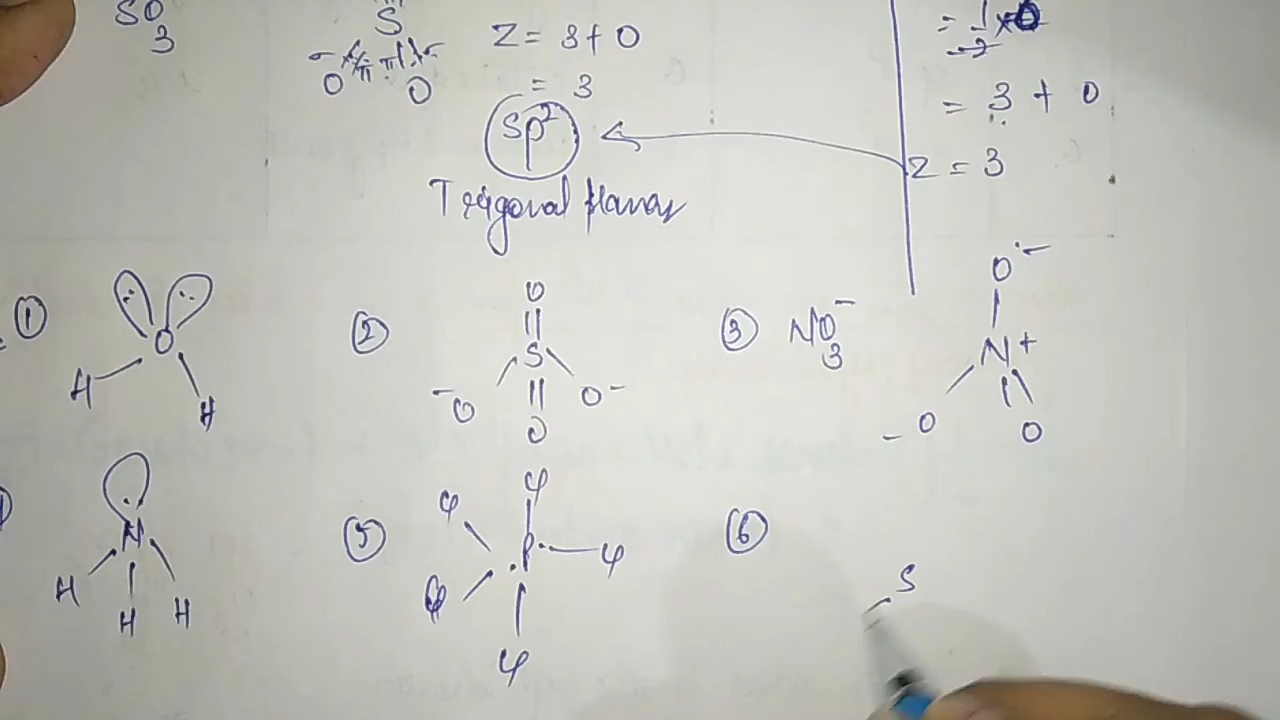 SO3
S
O O
Z = 3 + 0
= 3
sp²
Trigonal planar
= 3 + 0
Z = 3
①
O
H H
②
O
S
⁻O O⁻
O
③ NO3⁻
O⁻
N+
⁻O O
N
H H H
⑤
P
⑥
S